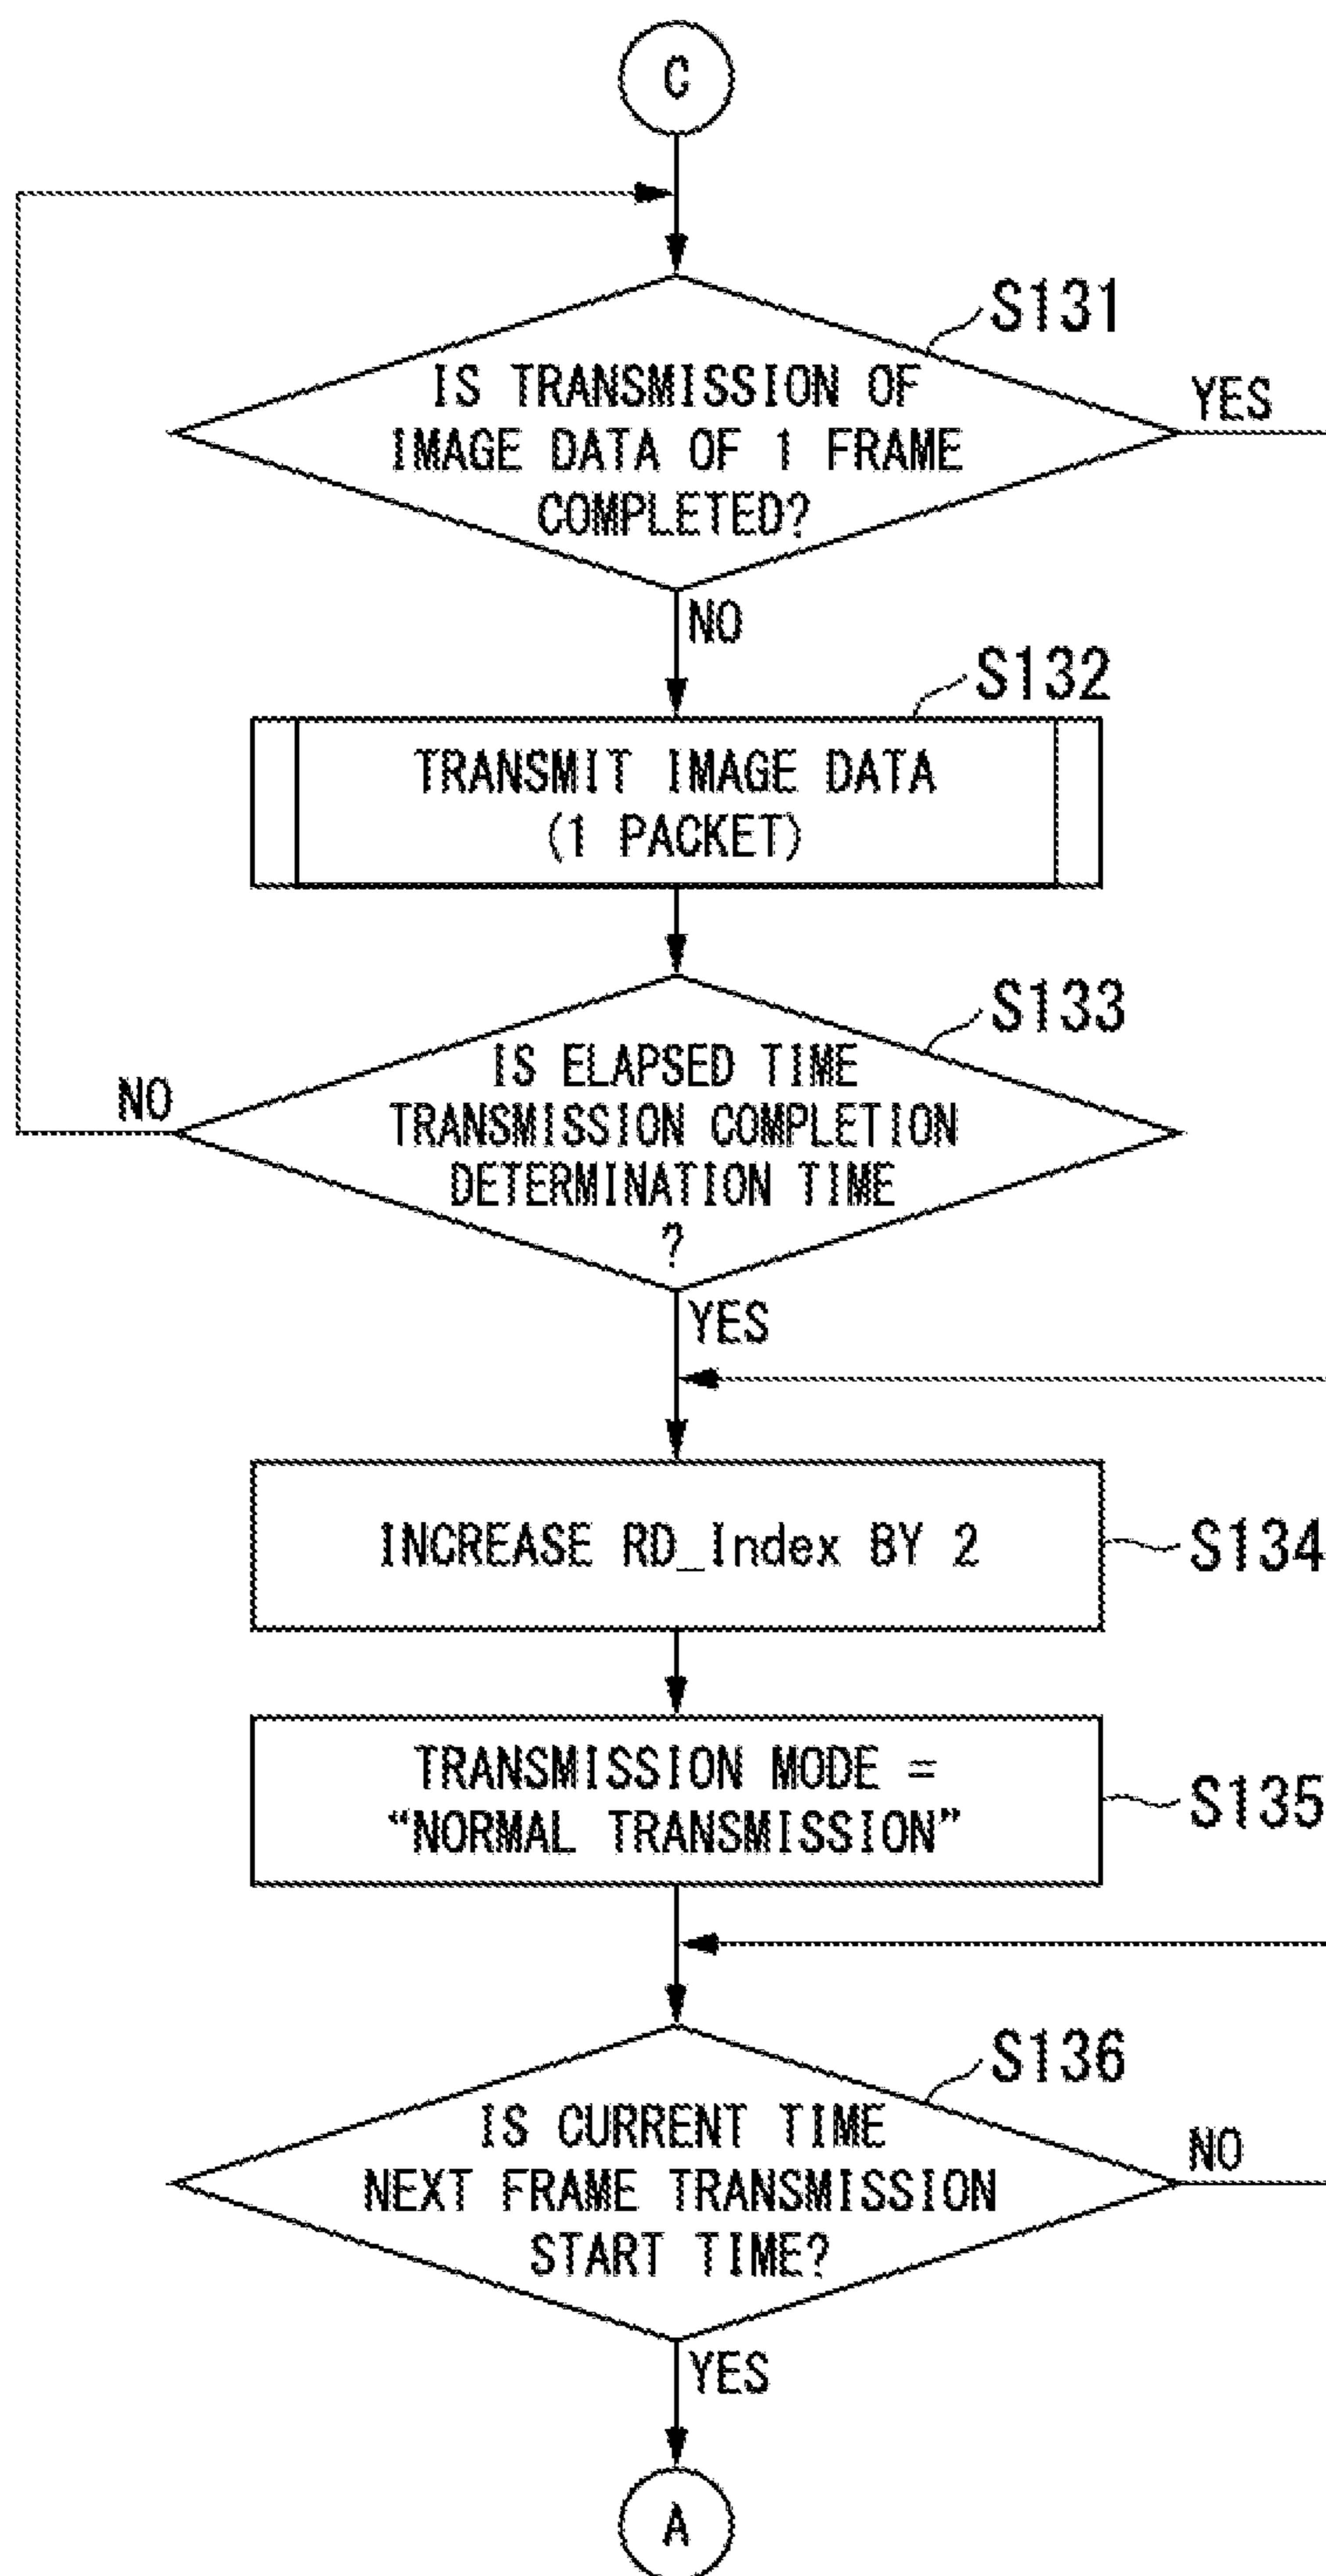 C
S131
IS TRANSMISSION OF
IMAGE DATA OF 1 FRAME
COMPLETED?
YES
NO
S132
TRANSMIT IMAGE DATA
(1 PACKET)
S133
IS ELAPSED TIME
TRANSMISSION COMPLETION
DETERMINATION TIME
?
NO
YES
INCREASE RD_Index BY 2
S134
TRANSMISSION MODE =
“NORMAL TRANSMISSION”
S135
S136
IS CURRENT TIME
NEXT FRAME TRANSMISSION
START TIME?
NO
YES
A